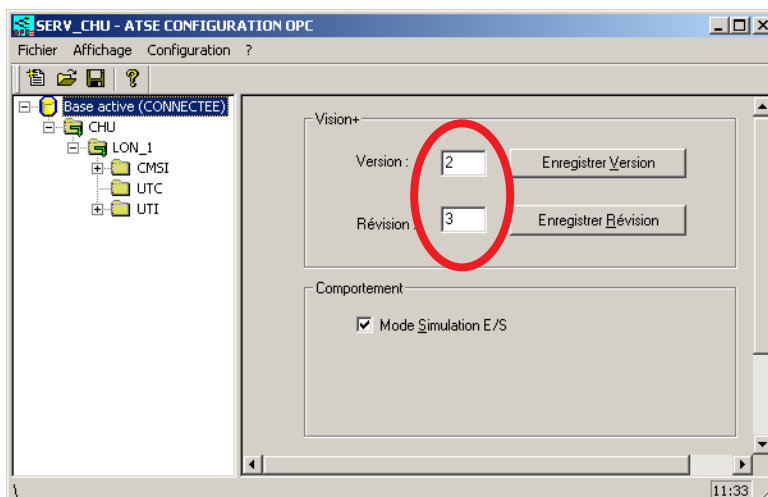 SERV_CHU - ATSE CONFIGURATION OPC
Fichier Affichage Configuration ?
Base active (CONNECTEE)
CHU
LON_1
CMSI
UTC
UTI
Vision+
Version : 2 Enregistrer Version
Révision : 3 Enregistrer Révision
Comportement
Mode Simulation E/S
\ 11:33